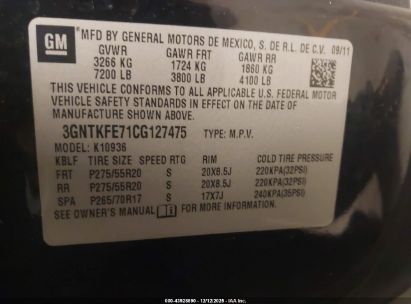 GM
MFD BY GENERAL MOTORS DE MEXICO, S. DE R.L. DE C.V. 09/11
GVWR GAWR FRT GAWR RR
3266 KG 1724 KG 1860 KG
7200 LB 3800 LB 4100 LB
THIS VEHICLE CONFORMS TO ALL APPLICABLE U.S. FEDERAL MOTOR
VEHICLE SAFETY STANDARDS IN EFFECT ON THE DATE OF
MANUFACTURE SHOWN ABOVE.
3GNTKFE71CG127475 TYPE: M.P.V.
MODEL: K10936
KBLF TIRE SIZE SPEED RTG RIM COLD TIRE PRESSURE
FRT P275/55R20 S 20X8.5J 220KPA(32PSI)
RR P275/55R20 S 20X8.5J 220KPA(32PSI)
SPA P265/70R17 S 17X7J 240KPA(35PSI)
SEE OWNER'S MANUAL FOR MORE INFORMATION.
000-43928690 - 12/12/2025 - iaai.com